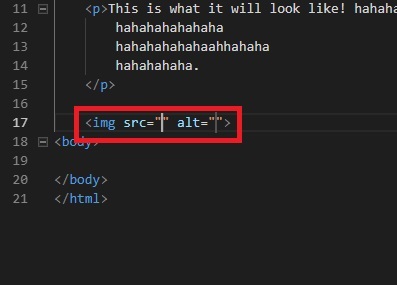 11 <p>This is what it will look like! hahaha
12 hahahahahahaha
13 hahahahahahaahhahaha
14 hahahahaha.
15 </p>
16
17 <img src="" alt="">
18 <body>
19
20 </body>
21 </html>